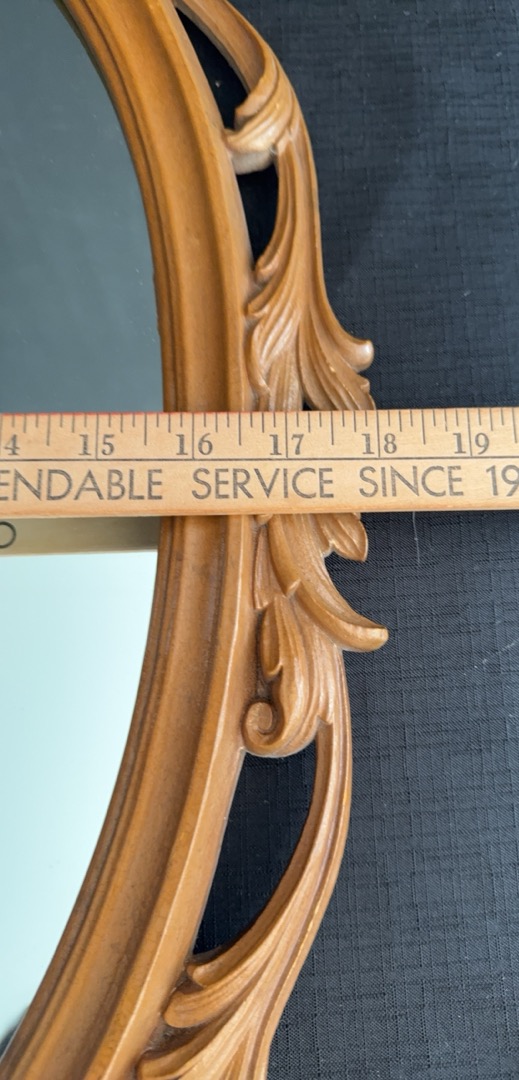 4 15 16 17 18 19
ENDABLE SERVICE SINCE 19
O